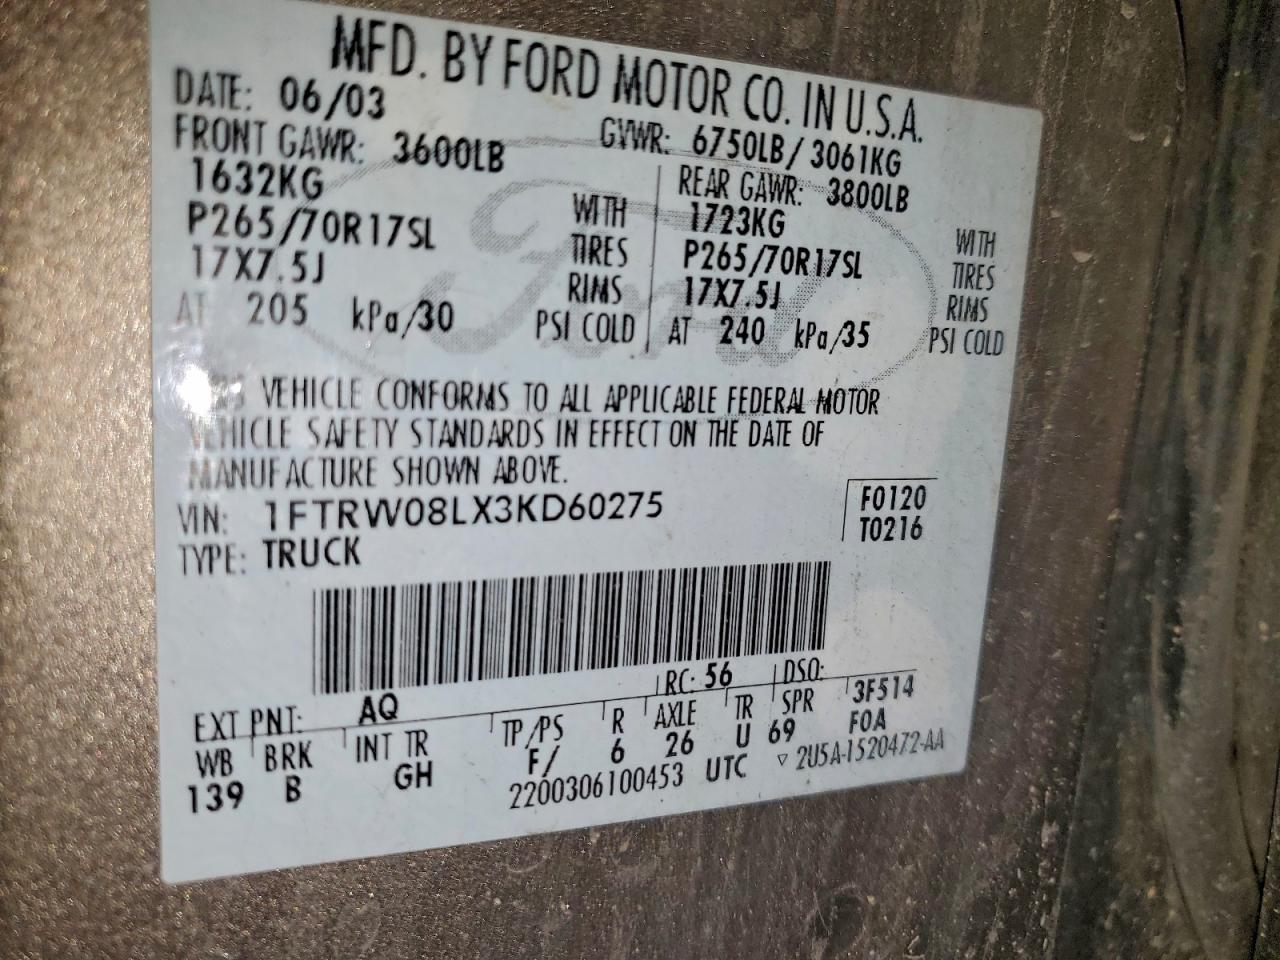 MFD. BY FORD MOTOR CO. IN U.S.A.
DATE: 06/03 GVWR: 6750LB/3061KG
FRONT GAWR: 3600LB REAR GAWR: 3800LB
1632KG WITH 1723KG WITH
P265/70R17SL TIRES P265/70R17SL TIRES
17X7.5J RIMS 17X7.5J RIMS
AT 205 kPa/30 PSI COLD AT 240 kPa/35 PSI COLD
Ford
VEHICLE CONFORMS TO ALL APPLICABLE FEDERAL MOTOR
VEHICLE SAFETY STANDARDS IN EFFECT ON THE DATE OF
MANUFACTURE SHOWN ABOVE.
VIN: 1FTRW08LX3KD60275 F0120
TYPE: TRUCK T0216
RC: 56 DSO:
EXT PNT: AQ 3F514
WB BRK INT TR TP/PS R AXLE TR SPR F0A
139 B GH F/ 6 26 U 69
2200306100453 UTC ▽ 2U5A-1520472-AA